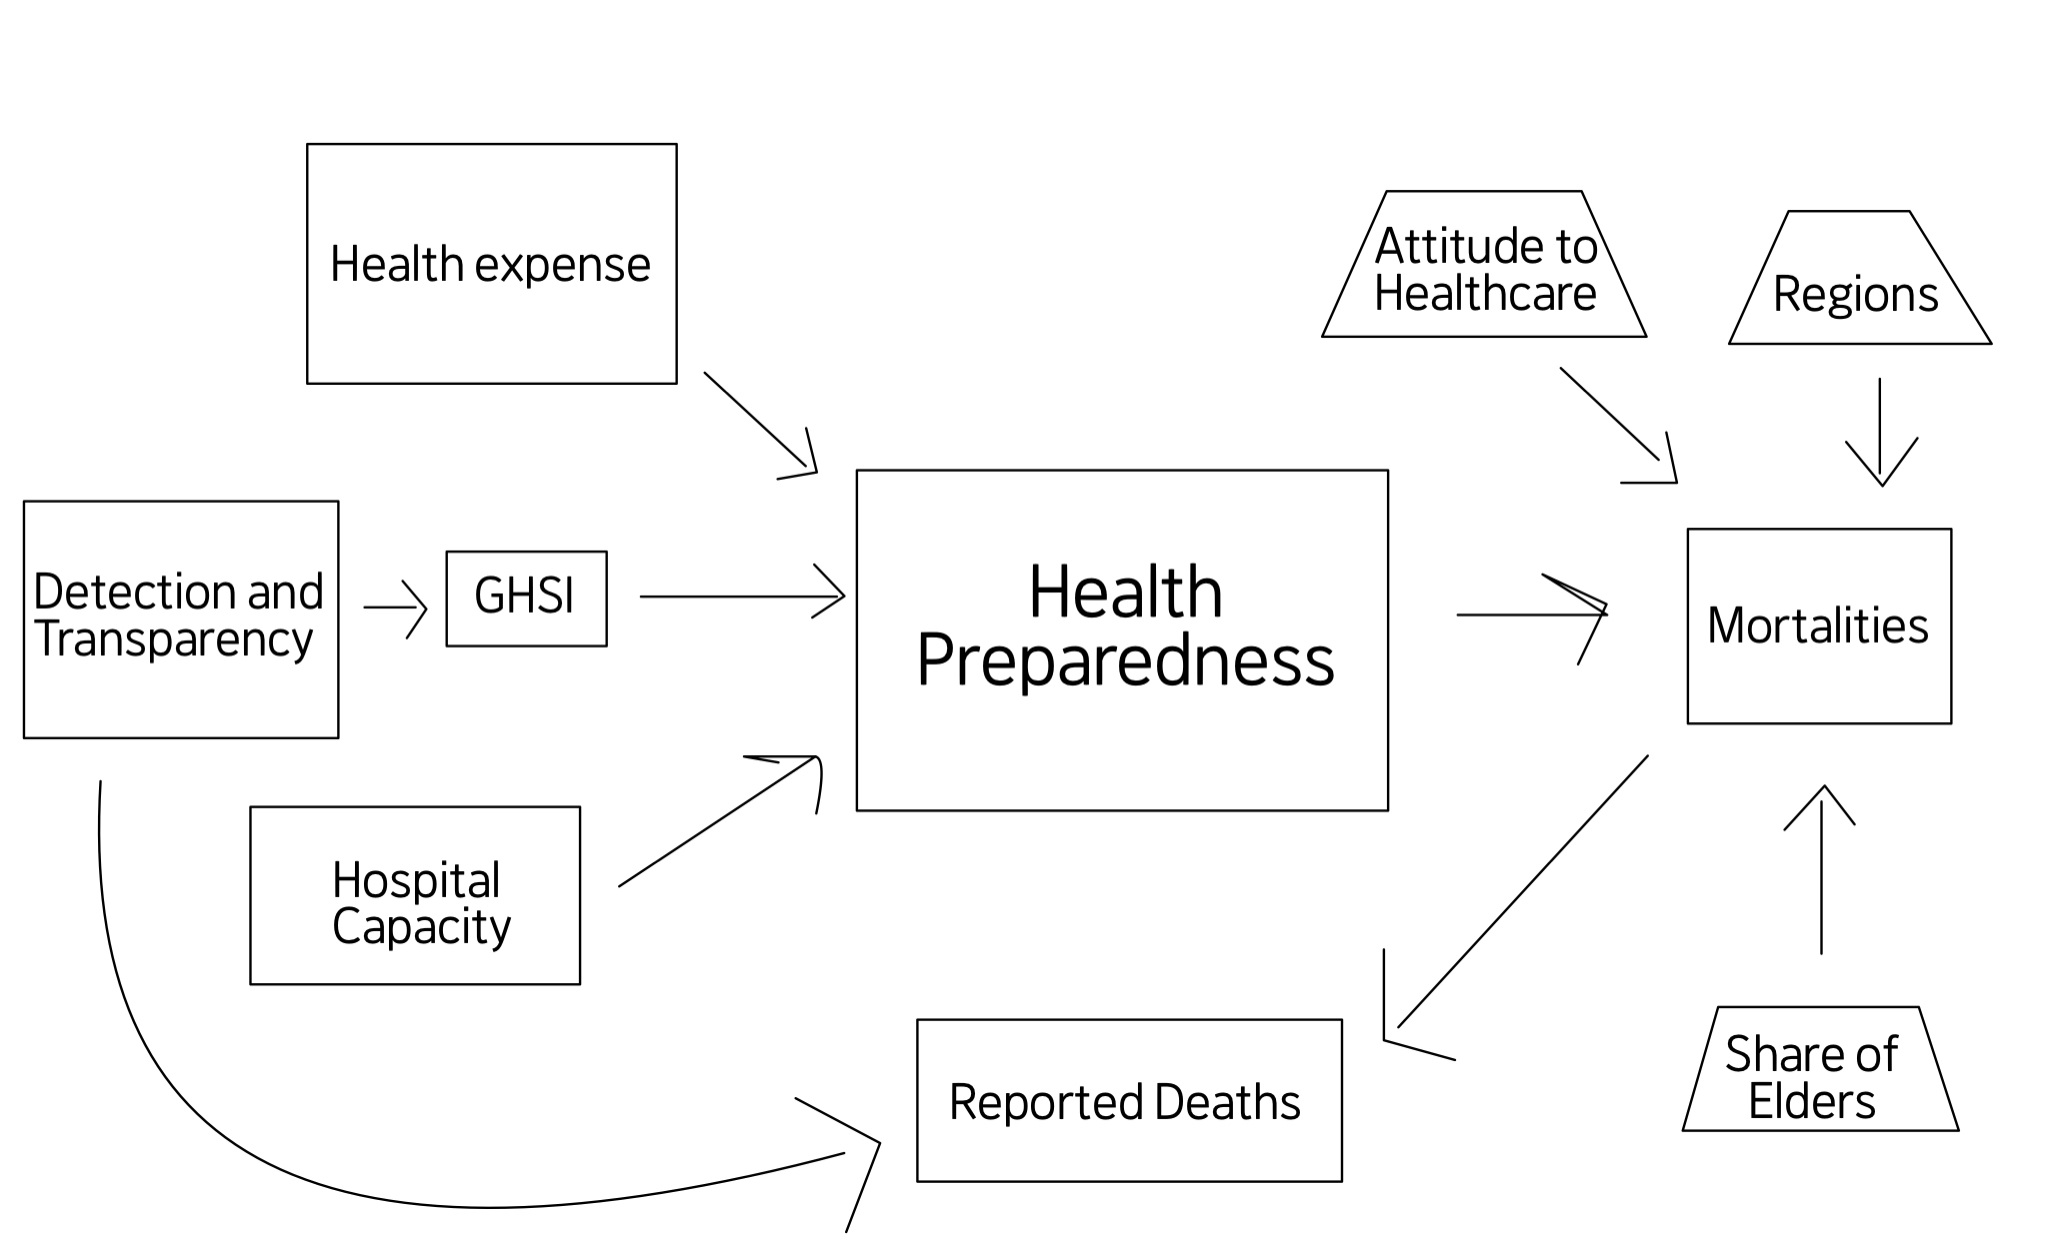 Health expense
Attitude to
Healthcare
Regions
Detection and
Transparency
GHSI
Health
Preparedness
Mortalities
Hospital
Capacity
Reported Deaths
Share of
Elders